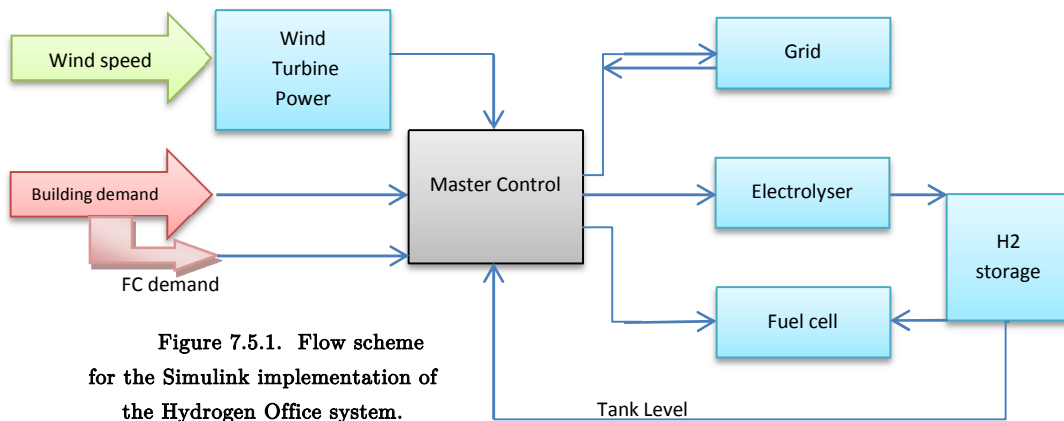 Wind speed
Wind
Turbine
Power
Grid
Building demand
Master Control
Electrolyser
H2
storage
FC demand
Fuel cell
Figure 7.5.1. Flow scheme
for the Simulink implementation of
the Hydrogen Office system.
Tank Level